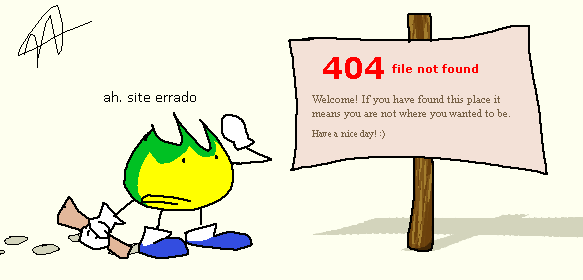 ah. site errado
404 file not found
Welcome! If you have found this place it
means you are not where you wanted to be.
Have a nice day! :)